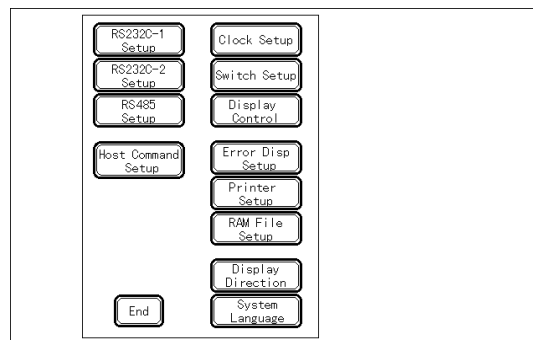 RS232C-1
Setup
RS232C-2
Setup
RS485
Setup
Host Command
Setup
End
Clock Setup
Switch Setup
Display
Control
Error Disp
Setup
Printer
Setup
RAM File
Setup
Display
Direction
System
Language